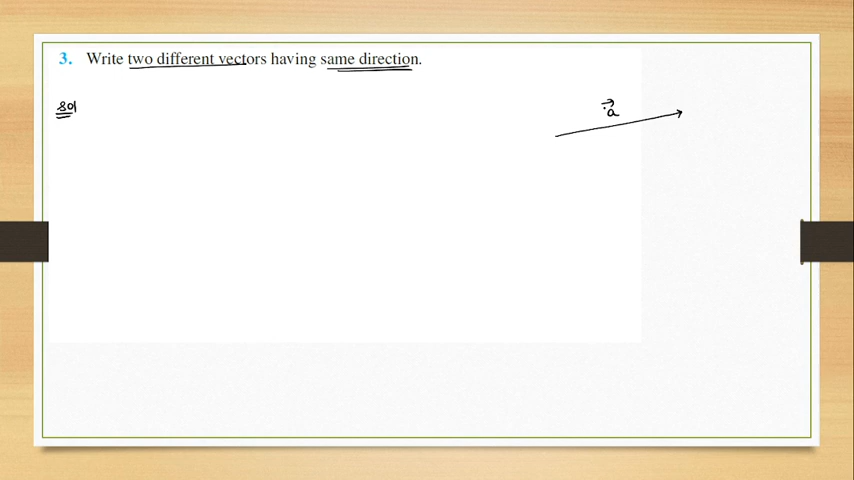 3. Write two different vectors having same direction.
Sol
a